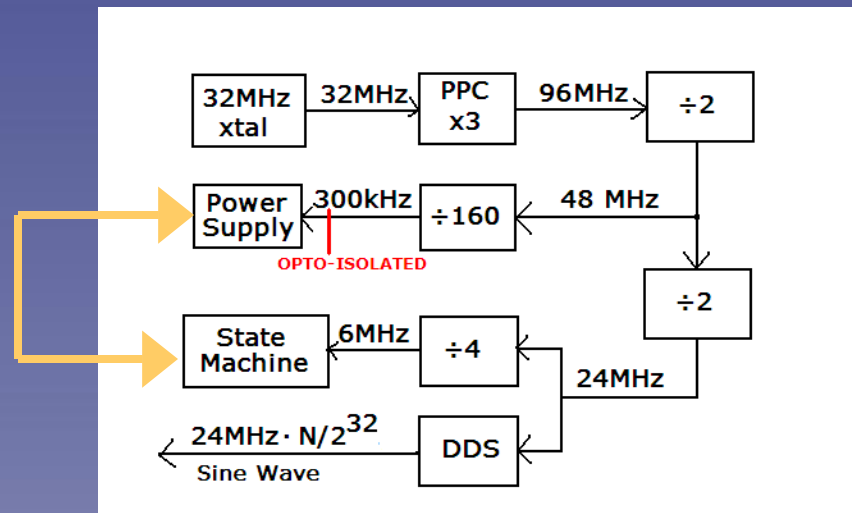 32MHz
xtal
32MHz
PPC
x3
96MHz
÷2
Power
Supply
300kHz
÷160
48 MHz
OPTO-ISOLATED
÷2
State
Machine
6MHz
÷4
24MHz
24MHz· N/2^32
Sine Wave
DDS